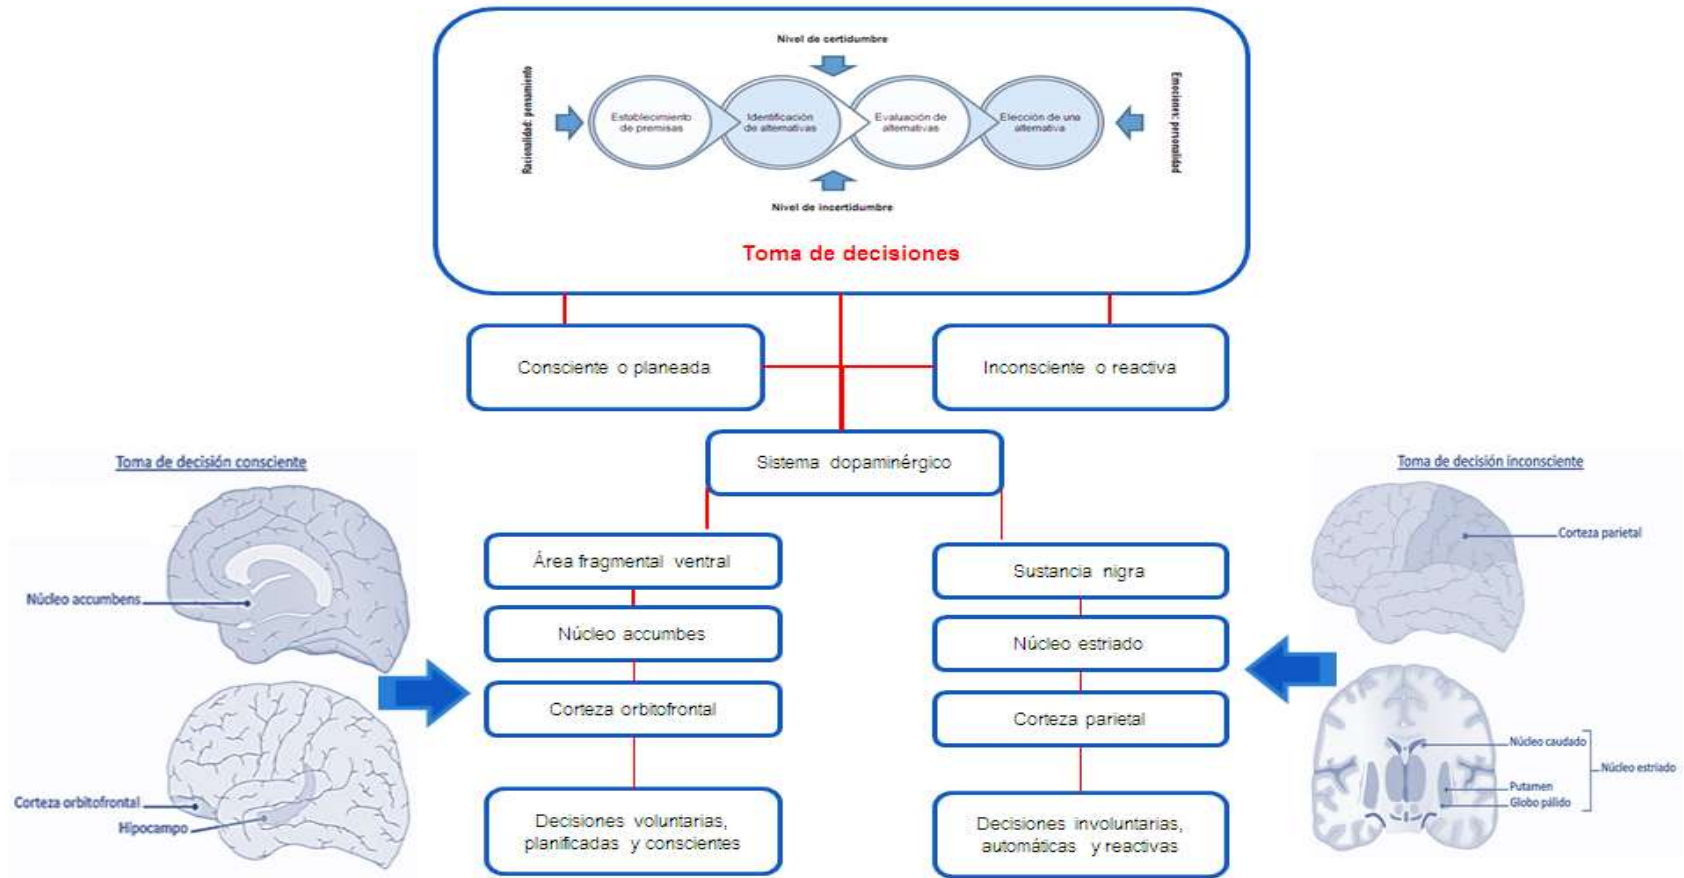 Nivel de certidumbre
Racionalidad: pensamiento
Establecimiento
de premisas
Identificación
de alternativas
Evaluación de
alternativas
Elección de una
alternativa
Emociones: personalidad
Nivel de incertidumbre
Toma de decisiones
Consciente o planeada
Inconsciente o reactiva
Sistema dopaminérgico
Toma de decisión consciente
Núcleo accumbens
Corteza orbitofrontal
Hipocampo
Área fragmental ventral
Núcleo accumbes
Corteza orbitofrontal
Decisiones voluntarias,
planificadas y conscientes
Sustancia nigra
Núcleo estriado
Corteza parietal
Decisiones involuntarias,
automáticas y reactivas
Toma de decisión inconsciente
Corteza parietal
Núcleo caudado
Núcleo estriado
Putamen
Globo pálido